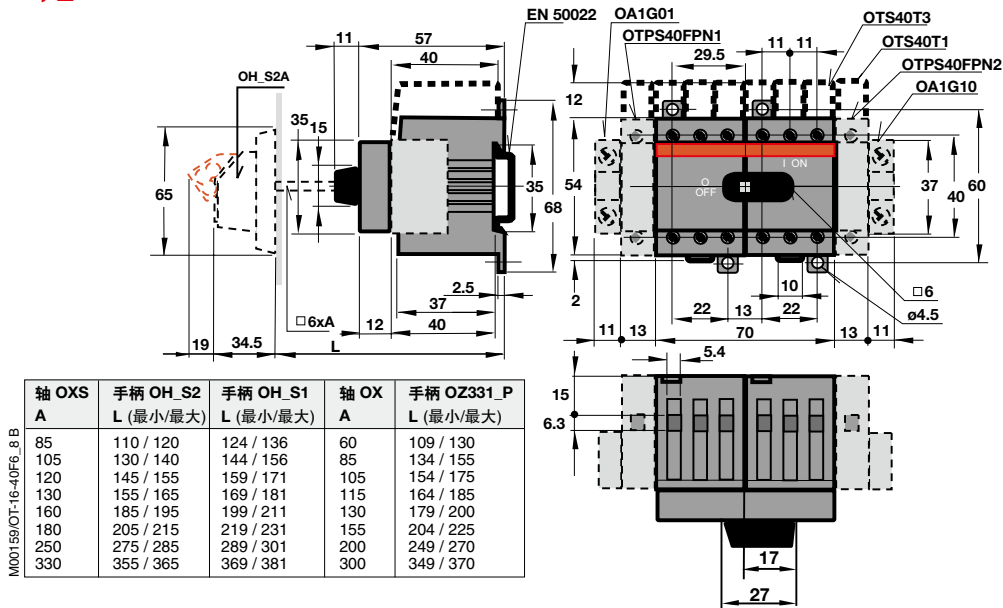 EN 50022
OA1G01
OTPS40FPN1
OTS40T3
OTS40T1
OTPS40FPN2
OA1G10
11
57
40
29.5
11
11
OH_S2A
12
35
15
65
35
68
54
I ON
O
OFF
37
40
60
2.5
2
10
□6
ø4.5
37
□6xA
12
40
22
13
22
19
34.5
L
11
13
70
13
11
5.4
15
6.3
17
27
轴 OXS 手柄 OH_S2 手柄 OH_S1 轴 OX 手柄 OZ331_P
A L (最小/最大) L (最小/最大) A L (最小/最大)
85 110 / 120 124 / 136 60 109 / 130
105 130 / 140 144 / 156 85 134 / 155
120 145 / 155 159 / 171 105 154 / 175
130 155 / 165 169 / 181 115 164 / 185
160 185 / 195 199 / 211 130 179 / 200
180 205 / 215 219 / 231 155 204 / 225
250 275 / 285 289 / 301 200 249 / 270
330 355 / 365 369 / 381 300 349 / 370
M00159/OT-16-40F6_8 B